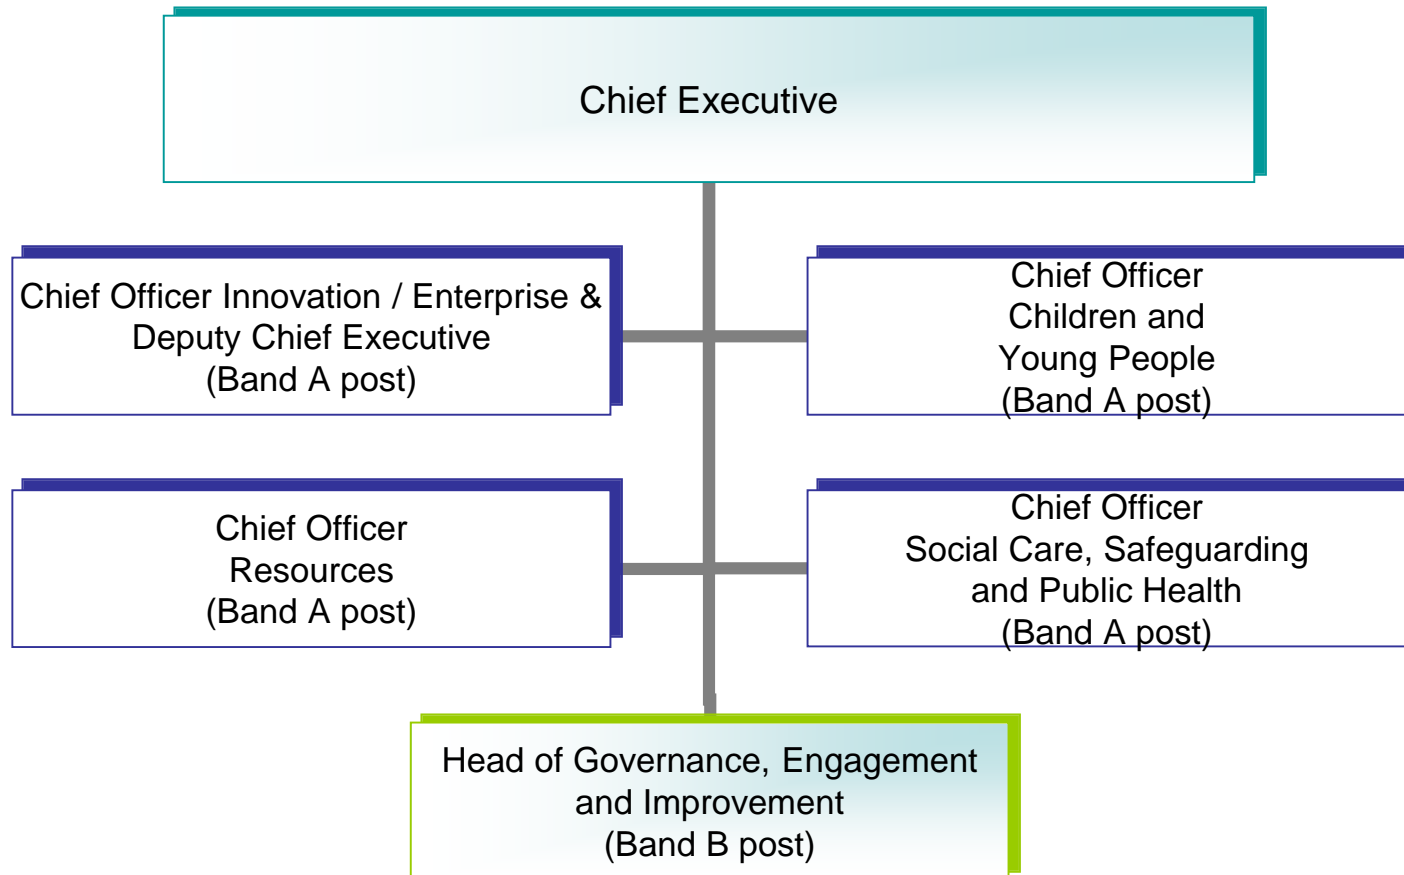 Chief Executive
Chief Officer Innovation / Enterprise &
Deputy Chief Executive
(Band A post)
Chief Officer
Children and
Young People
(Band A post)
Chief Officer
Resources
(Band A post)
Chief Officer
Social Care, Safeguarding
and Public Health
(Band A post)
Head of Governance, Engagement
and Improvement
(Band B post)